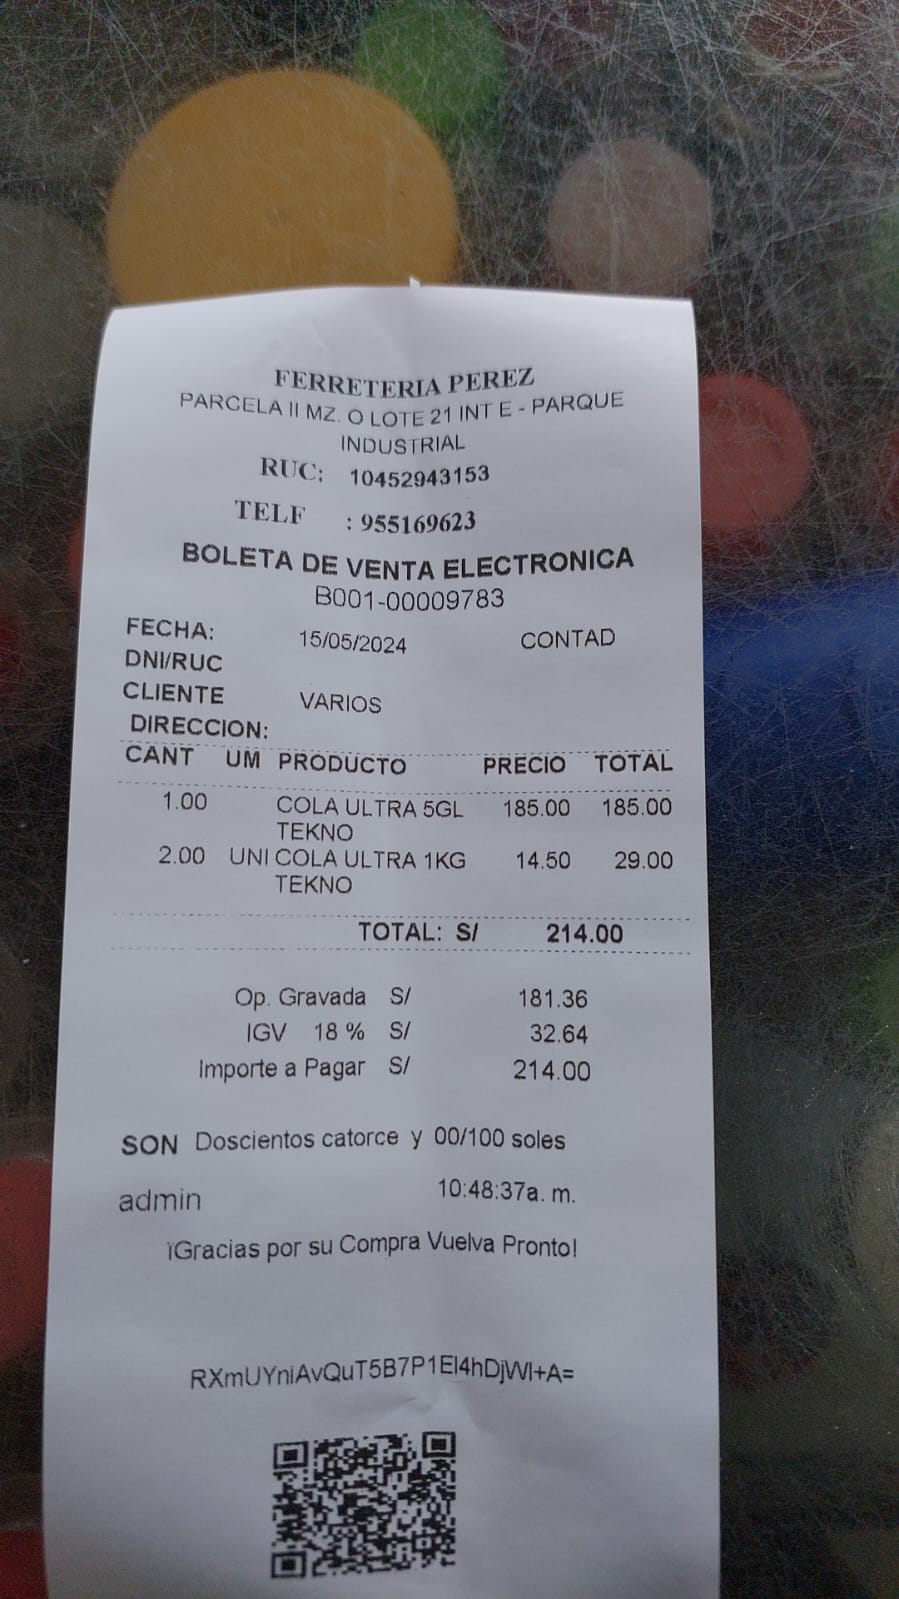 FERRETERIA PEREZ
PARCELA II MZ. O LOTE 21 INT E - PARQUE
INDUSTRIAL
RUC: 10452943153
TELF : 955169623
BOLETA DE VENTA ELECTRONICA
B001-00009783
FECHA: 15/05/2024 CONTAD
DNI/RUC
CLIENTE VARIOS
DIRECCION:
CANT UM PRODUCTO PRECIO TOTAL
1.00 COLA ULTRA 5GL 185.00 185.00
TEKNO
2.00 UNI COLA ULTRA 1KG 14.50 29.00
TEKNO
TOTAL: S/ 214.00
Op. Gravada S/ 181.36
IGV 18 % S/ 32.64
Importe a Pagar S/ 214.00
SON Doscientos catorce y 00/100 soles
admin 10:48:37a. m.
¡Gracias por su Compra Vuelva Pronto!
RXmUYniAvQuT5B7P1EI4hDjWI+A=